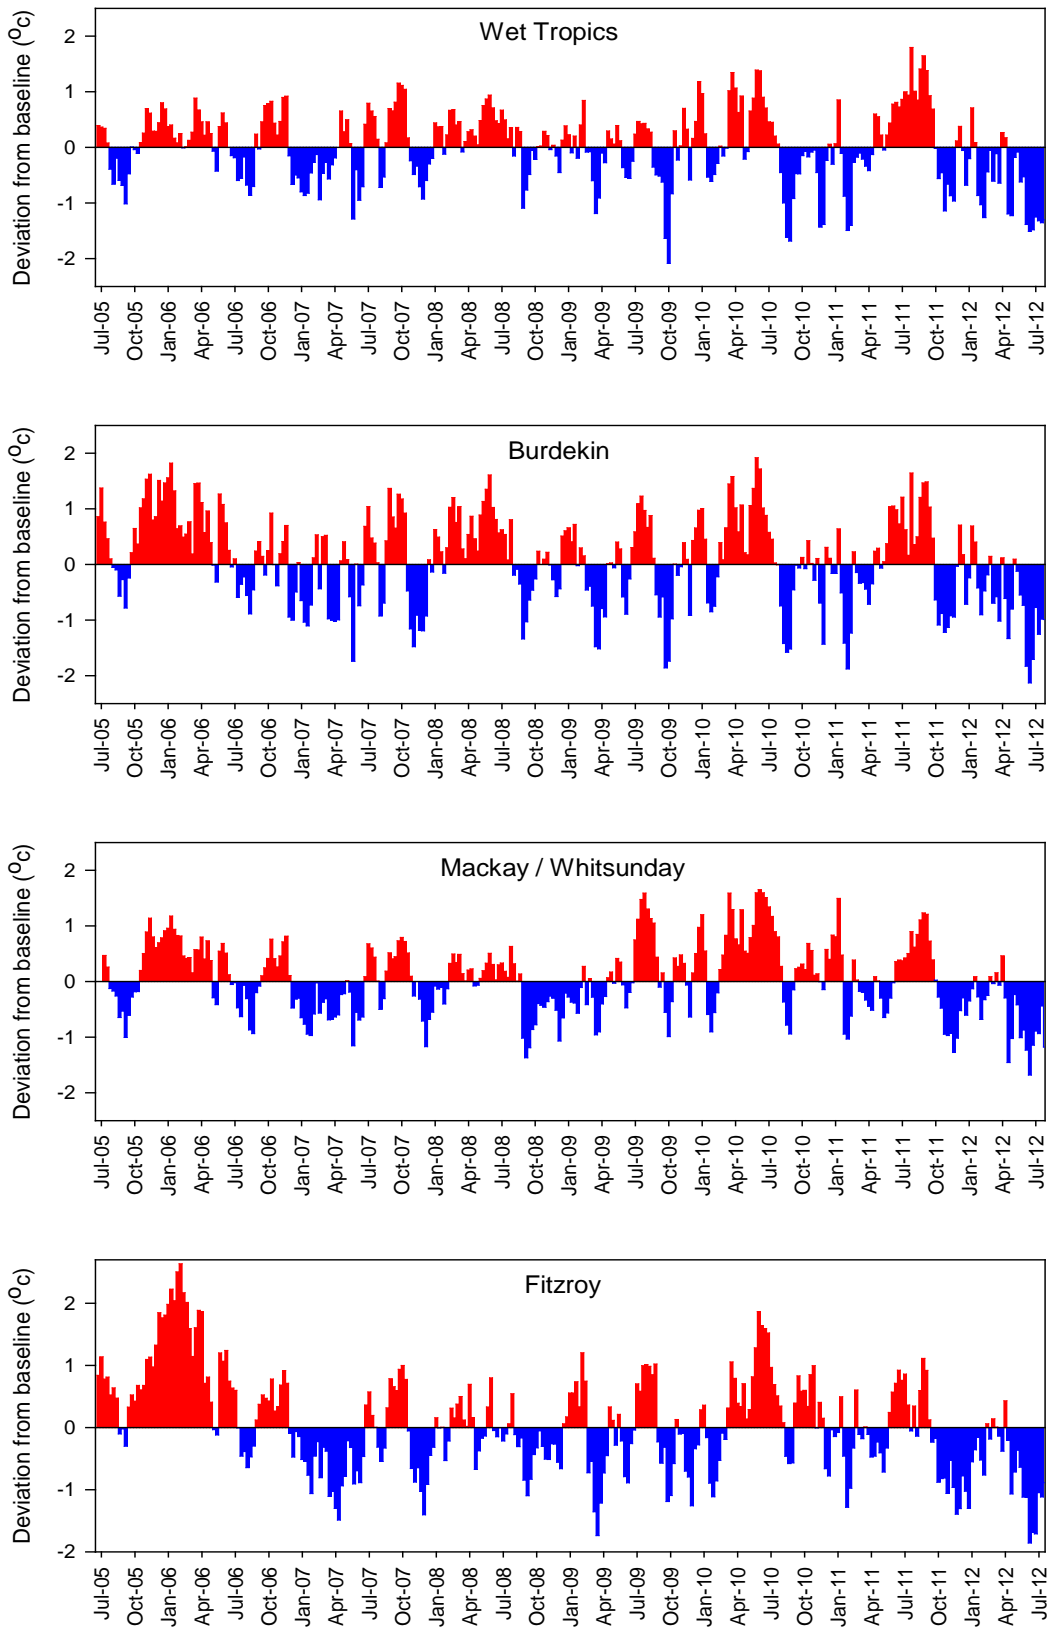 Wet Tropics
Deviation from baseline (⁰c)
2
1
0
-1
-2
Jul-05 Oct-05 Jan-06 Apr-06 Jul-06 Oct-06 Jan-07 Apr-07 Jul-07 Oct-07 Jan-08 Apr-08 Jul-08 Oct-08 Jan-09 Apr-09 Jul-09 Oct-09 Jan-10 Apr-10 Jul-10 Oct-10 Jan-11 Apr-11 Jul-11 Oct-11 Jan-12 Apr-12 Jul-12
Burdekin
Deviation from baseline (⁰c)
2
1
0
-1
-2
Jul-05 Oct-05 Jan-06 Apr-06 Jul-06 Oct-06 Jan-07 Apr-07 Jul-07 Oct-07 Jan-08 Apr-08 Jul-08 Oct-08 Jan-09 Apr-09 Jul-09 Oct-09 Jan-10 Apr-10 Jul-10 Oct-10 Jan-11 Apr-11 Jul-11 Oct-11 Jan-12 Apr-12 Jul-12
Mackay / Whitsunday
Deviation from baseline (⁰c)
2
1
0
-1
-2
Jul-05 Oct-05 Jan-06 Apr-06 Jul-06 Oct-06 Jan-07 Apr-07 Jul-07 Oct-07 Jan-08 Apr-08 Jul-08 Oct-08 Jan-09 Apr-09 Jul-09 Oct-09 Jan-10 Apr-10 Jul-10 Oct-10 Jan-11 Apr-11 Jul-11 Oct-11 Jan-12 Apr-12 Jul-12
Fitzroy
Deviation from baseline (⁰c)
2
1
0
-1
-2
Jul-05 Oct-05 Jan-06 Apr-06 Jul-06 Oct-06 Jan-07 Apr-07 Jul-07 Oct-07 Jan-08 Apr-08 Jul-08 Oct-08 Jan-09 Apr-09 Jul-09 Oct-09 Jan-10 Apr-10 Jul-10 Oct-10 Jan-11 Apr-11 Jul-11 Oct-11 Jan-12 Apr-12 Jul-12